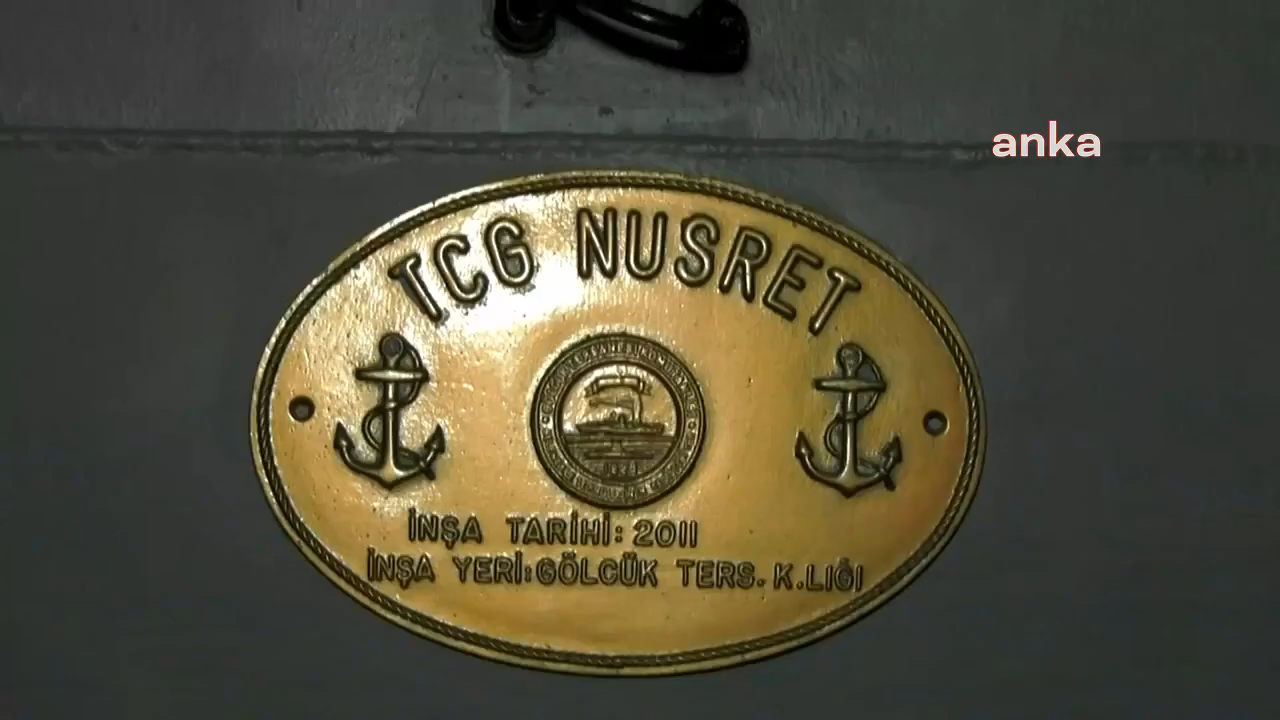 anka
TCG NUSRET
İNŞA TARİHİ: 2011
İNŞA YERİ: GÖLCÜK TERS. K.LIĞI